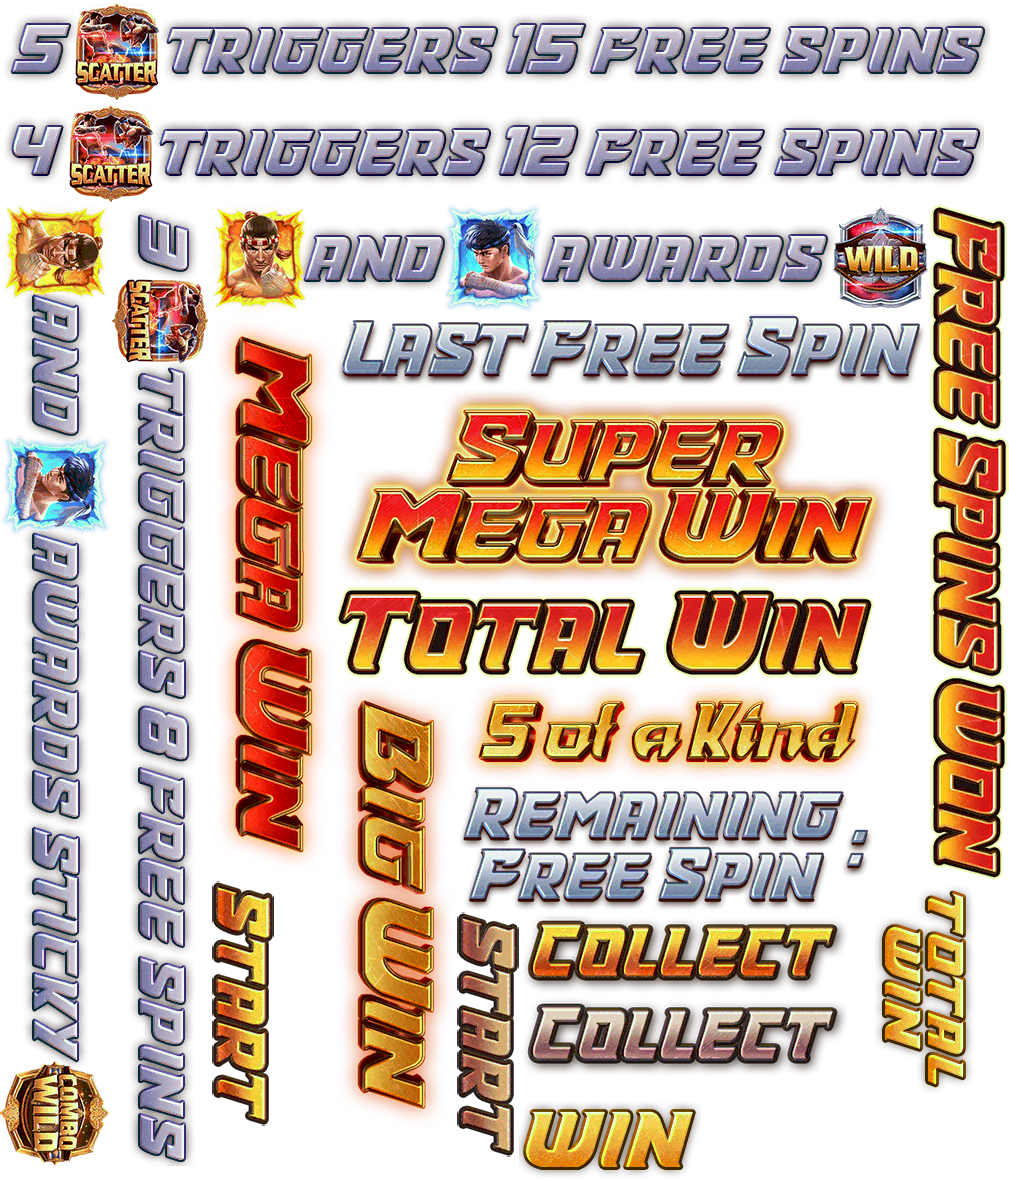 5 SCATTER TRIGGERS 15 FREE SPINS
4 SCATTER TRIGGERS 12 FREE SPINS
AND AWARDS WILD
AND AWARDS STICKY COMBO WILD
3 SCATTER TRIGGERS 8 FREE SPINS
LAST FREE SPIN
FREE SPINS WON
MEGA WIN
SUPER
MEGA WIN
TOTAL WIN
5 of a Kind
BIG WIN
REMAINING
FREE SPIN :
START
START
COLLECT
COLLECT
TOTAL
WIN
WIN